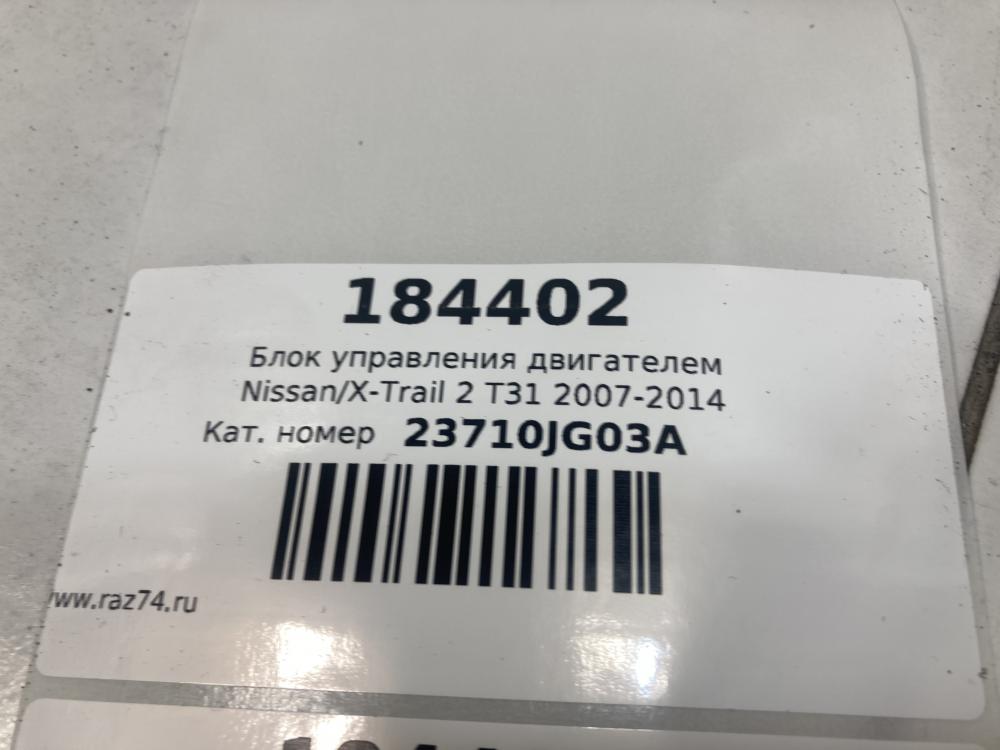 184402
Блок управления двигателем
Nissan/X-Trail 2 T31 2007-2014
Кат. номер 23710JG03A
www.raz74.ru